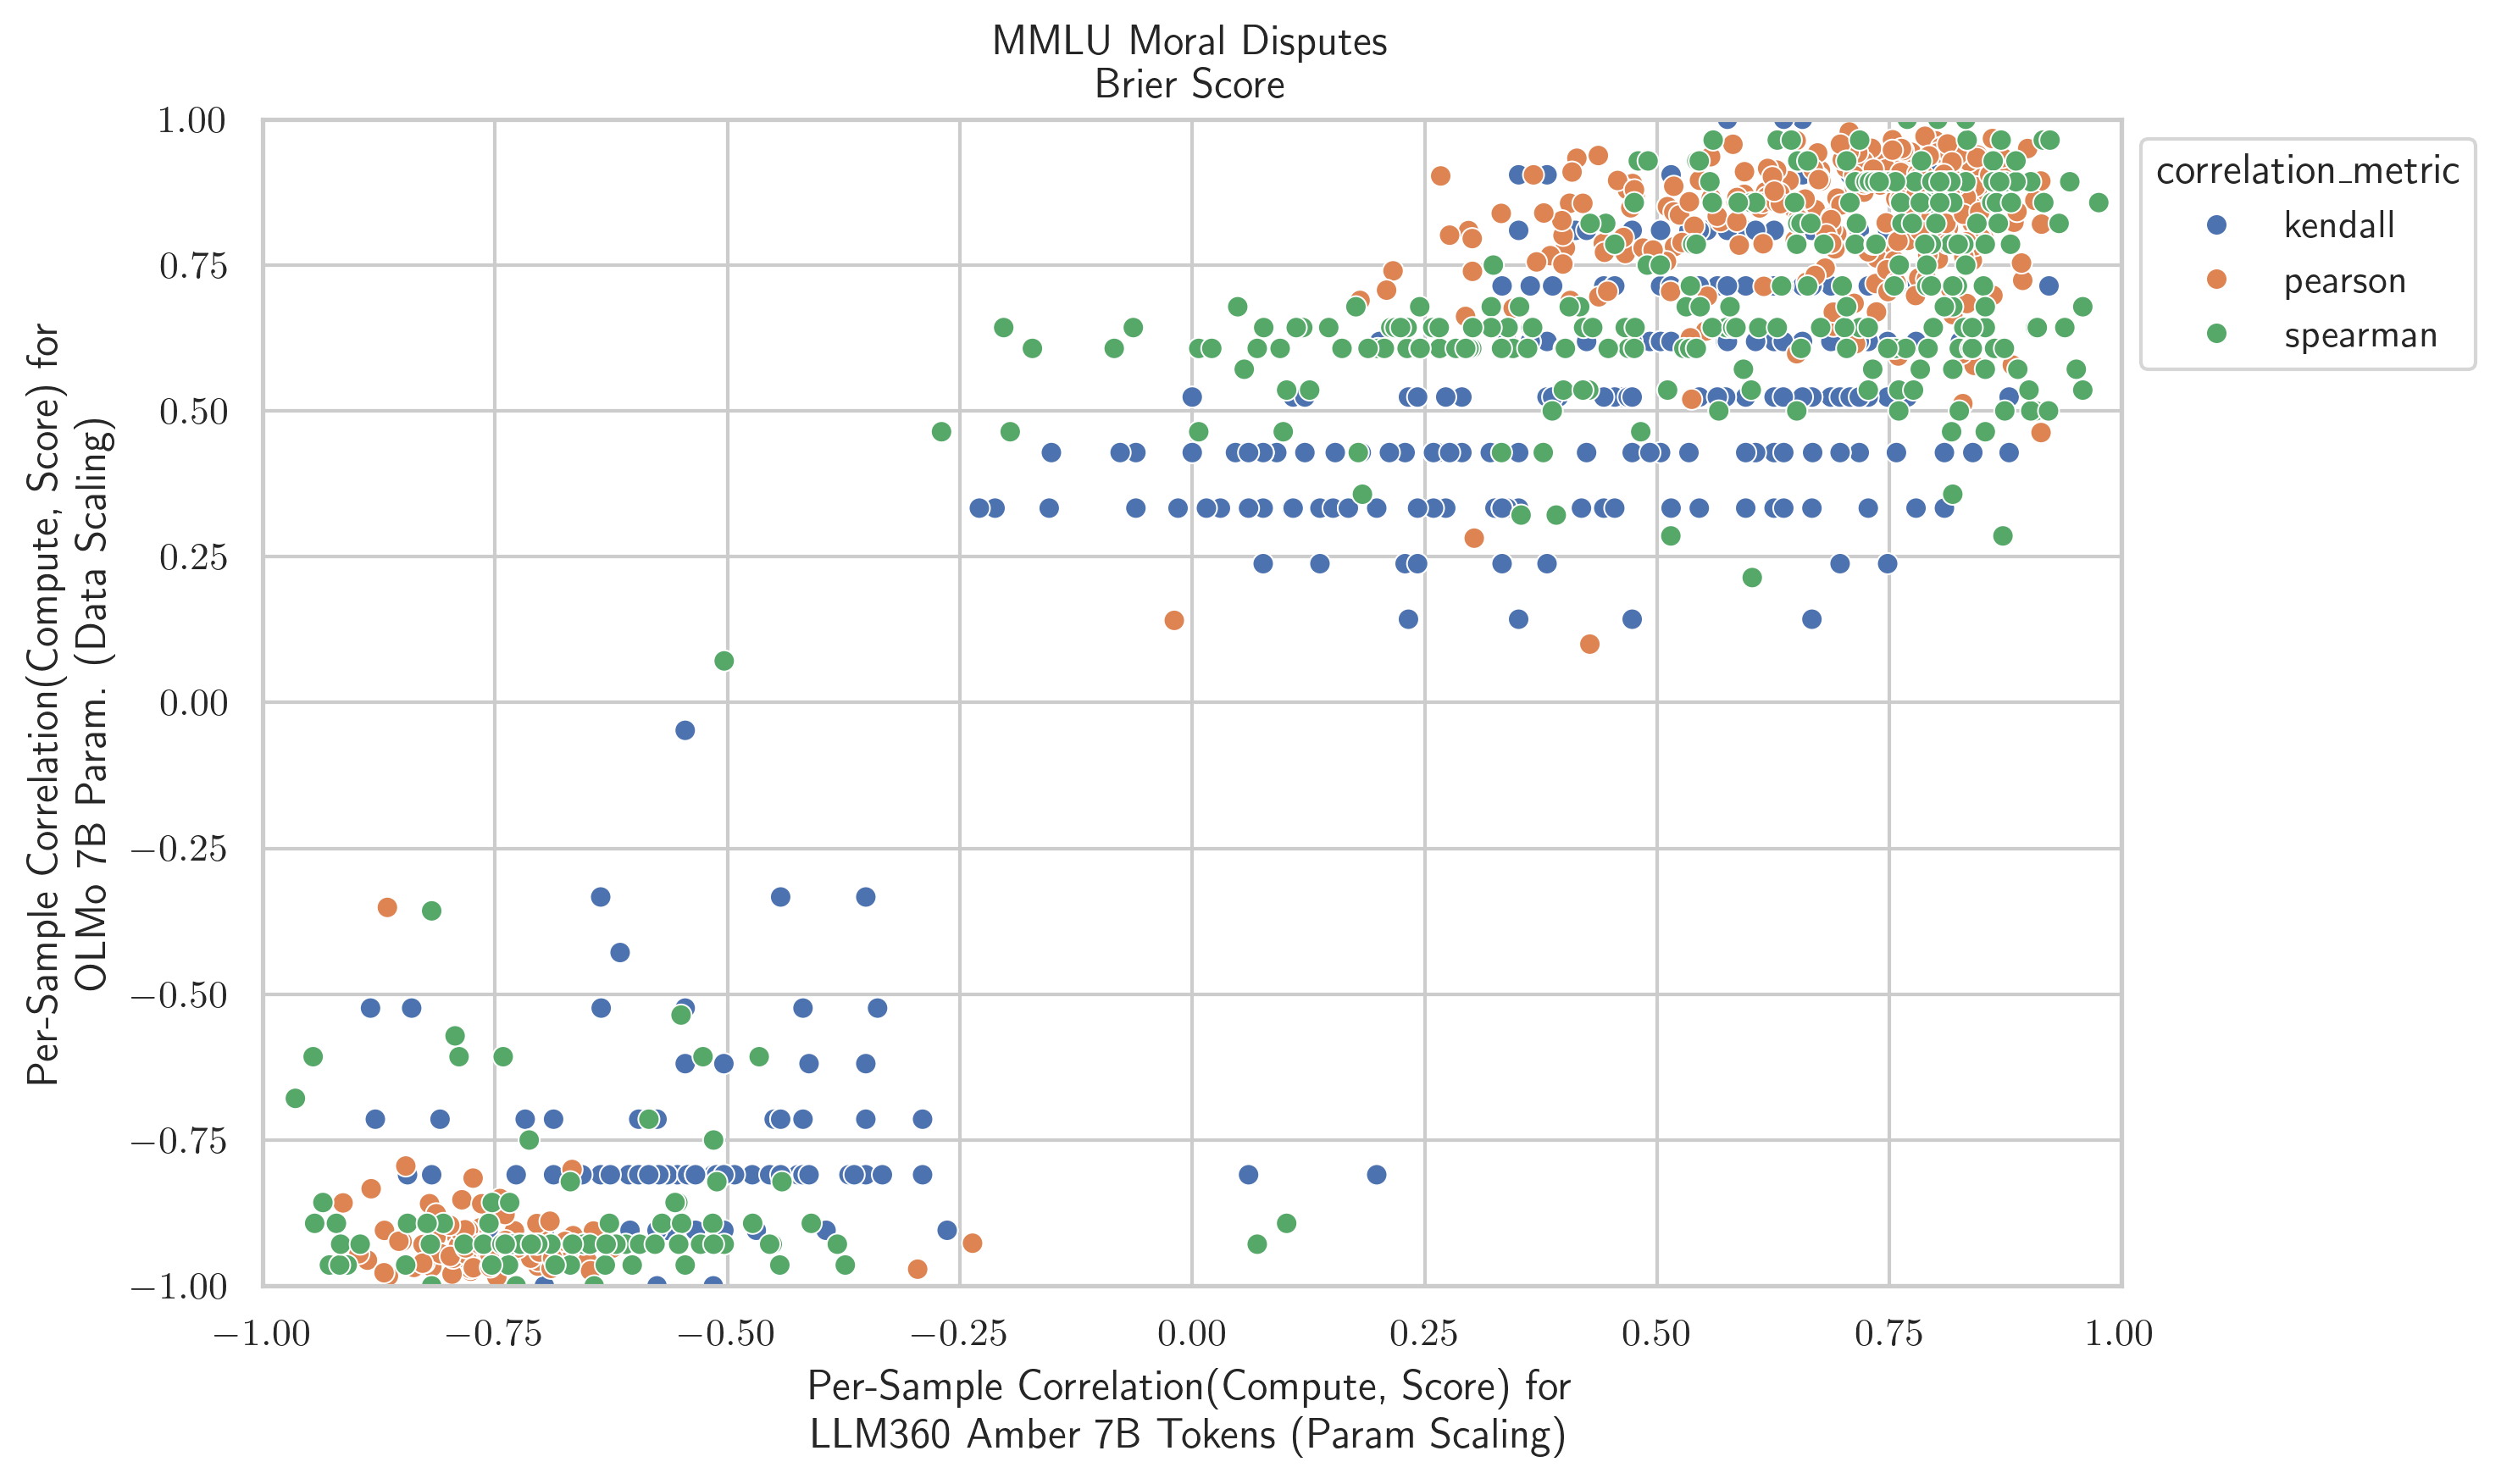 MMLU Moral Disputes
Brier Score
1.00
0.75
0.50
0.25
0.00
−0.25
−0.50
−0.75
−1.00
Per-Sample Correlation(Compute, Score) for
OLMo 7B Param. (Data Scaling)
−1.00
−0.75
−0.50
−0.25
0.00
0.25
0.50
0.75
1.00
Per-Sample Correlation(Compute, Score) for
LLM360 Amber 7B Tokens (Param Scaling)
correlation_metric
kendall
pearson
spearman